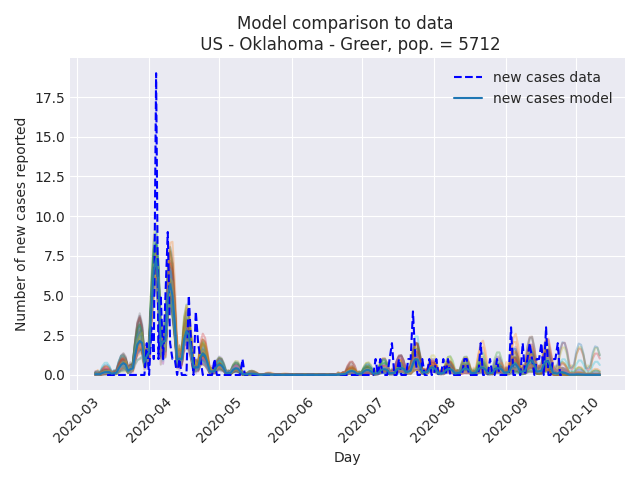 Model comparison to data
US - Oklahoma - Greer, pop. = 5712
new cases data
new cases model
Number of new cases reported
17.5
15.0
12.5
10.0
7.5
5.0
2.5
0.0
2020-03
2020-04
2020-05
2020-06
2020-07
2020-08
2020-09
2020-10
Day